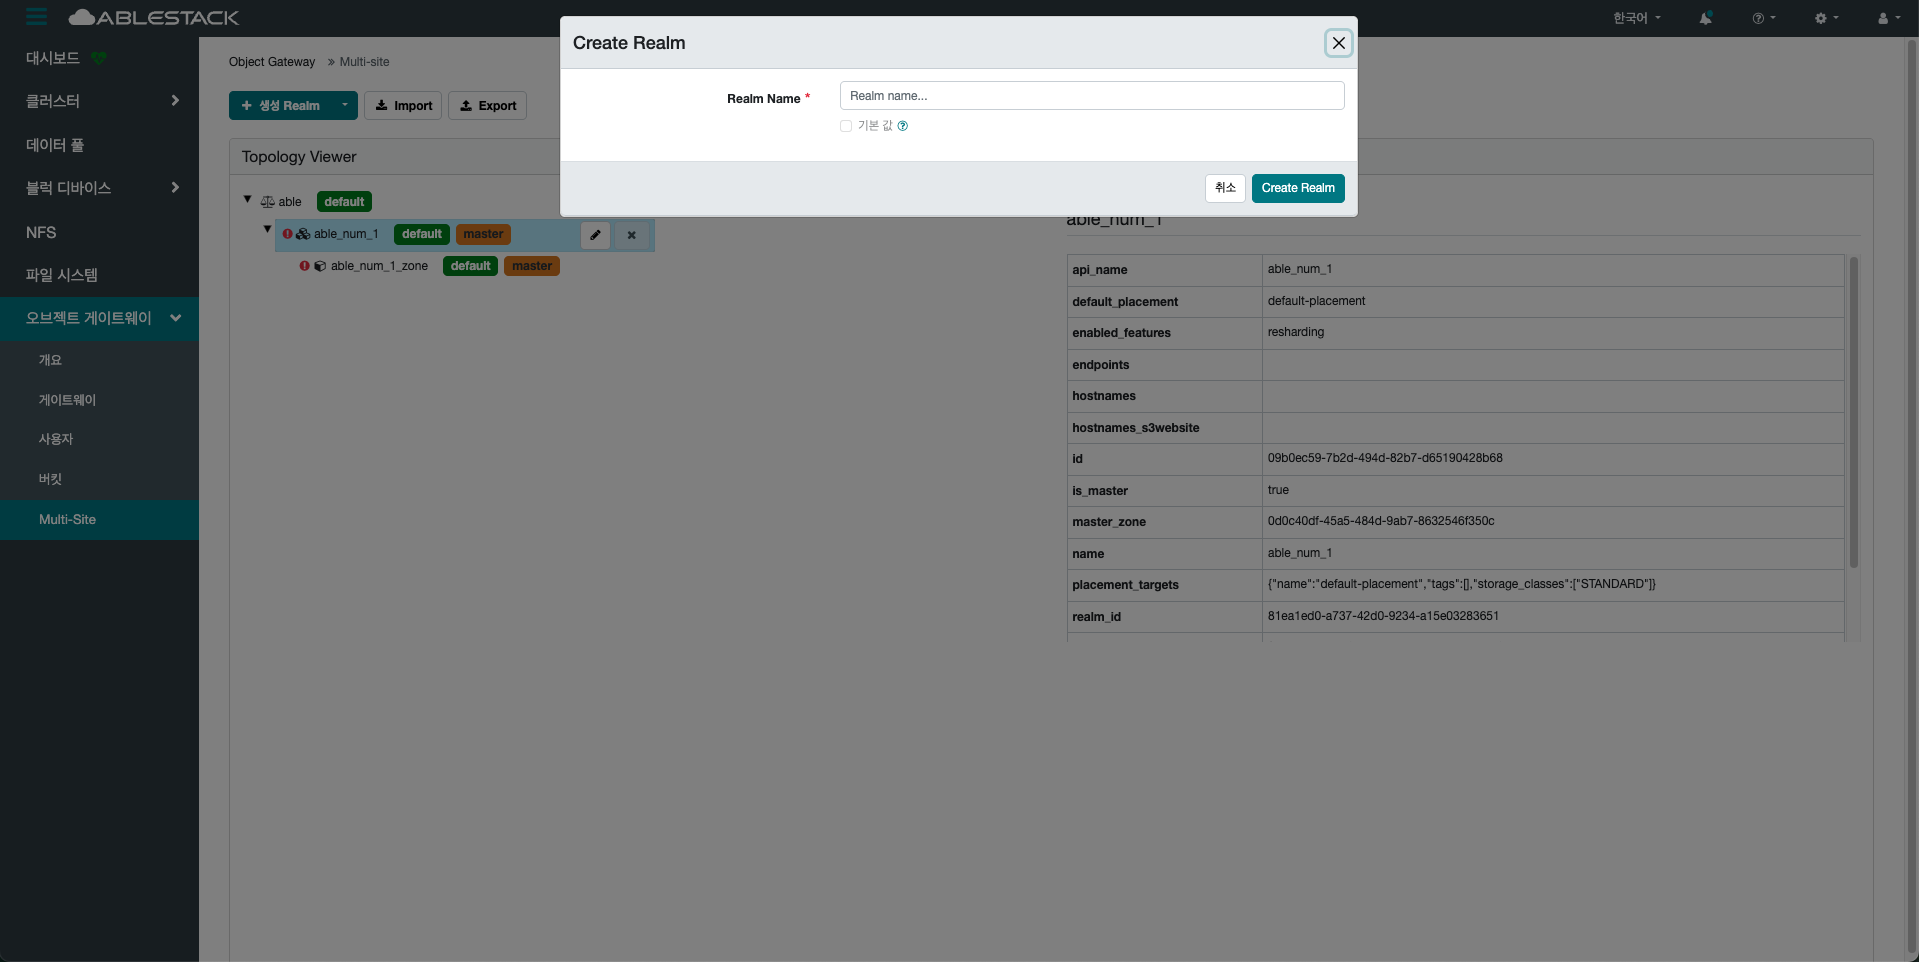 ABLESTACK
한국어
대시보드
클러스터
데이터 풀
블럭 디바이스
NFS
파일 시스템
오브젝트 게이트웨이
개요
게이트웨이
사용자
버킷
Multi-Site
Object Gateway » Multi-site
생성 Realm
Import
Export
Topology Viewer
able default
able_num_1 default master
able_num_1_zone default master
Create Realm
Realm Name *
Realm name...
기본 값
취소
Create Realm
able_num_1
api_name able_num_1
default_placement default-placement
enabled_features resharding
endpoints
hostnames
hostnames_s3website
id 09b0ec59-7b2d-494d-82b7-d65190428b68
is_master true
master_zone 0d0c40df-45a5-484d-9ab7-8632546f350c
name able_num_1
placement_targets {"name":"default-placement","tags":[],"storage_classes":["STANDARD"]}
realm_id 81ea1ed0-a737-42d0-9234-a15e03283651